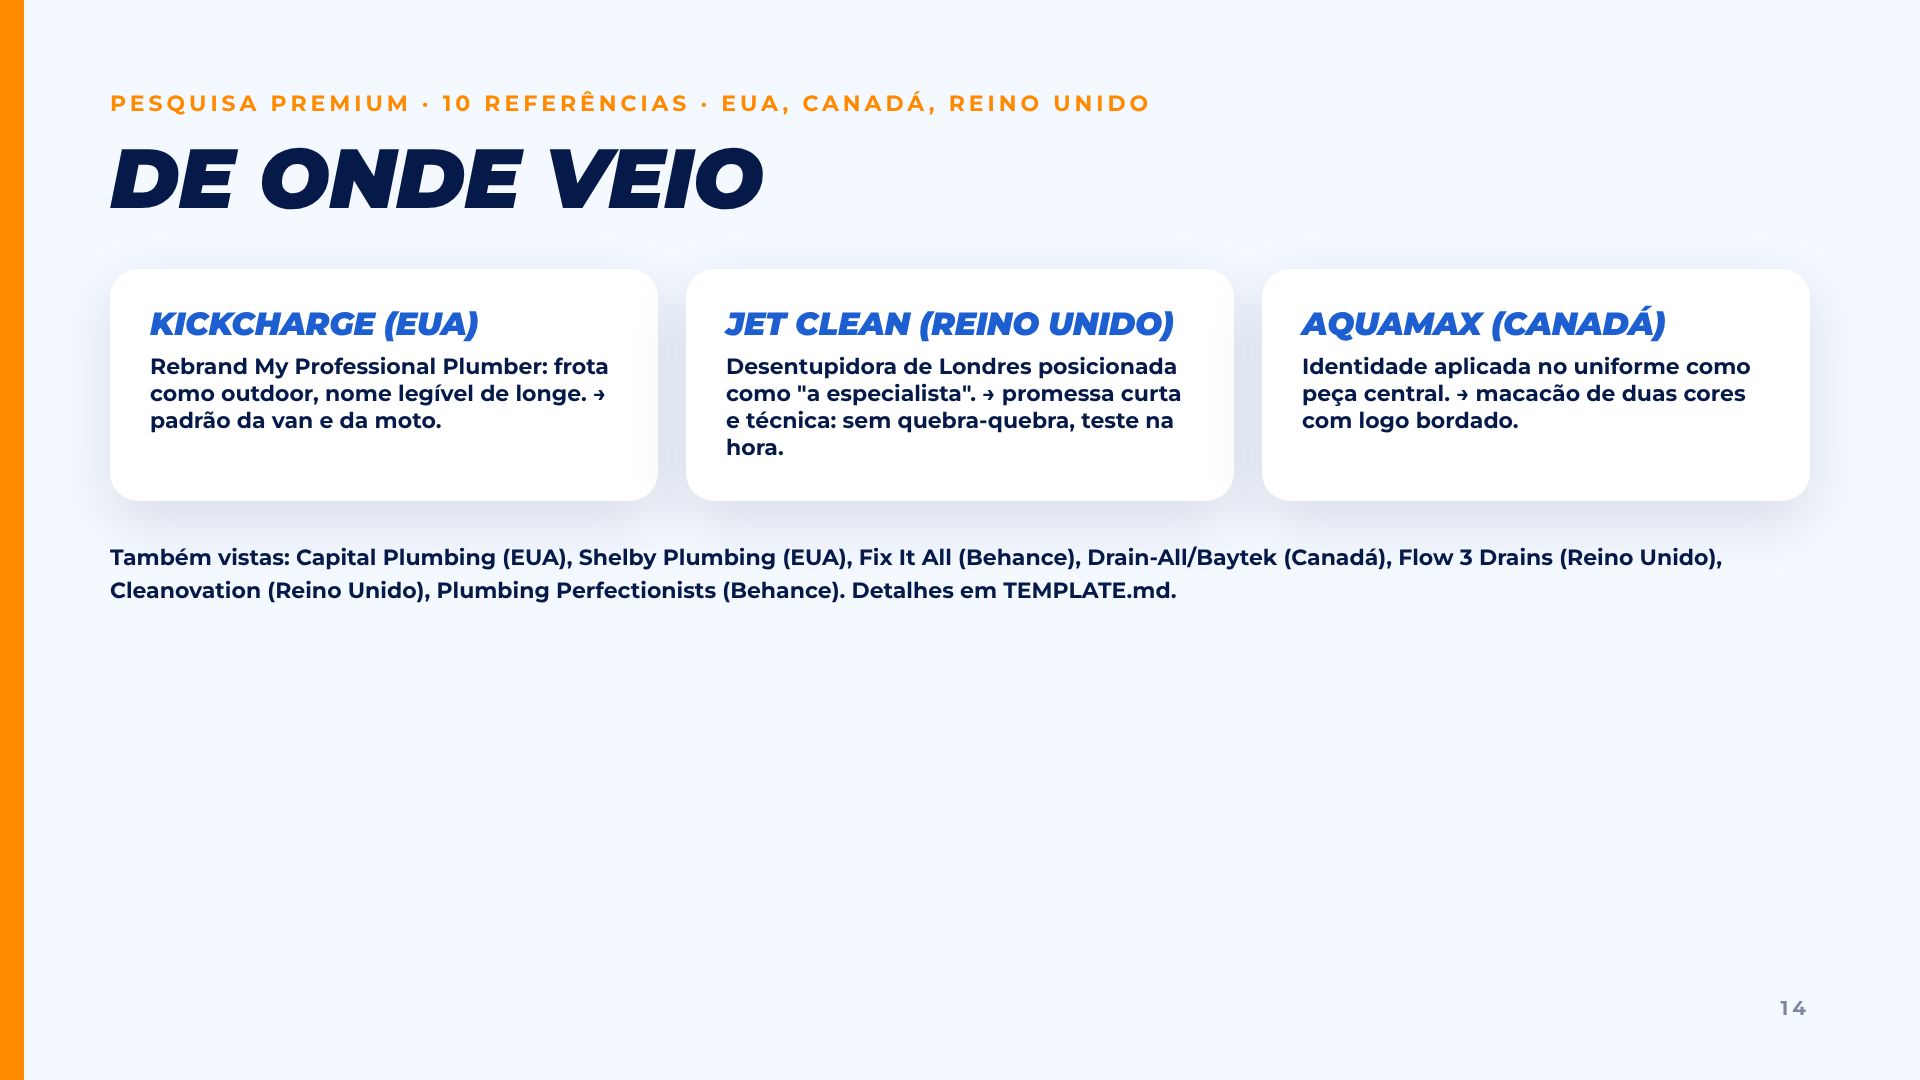 PESQUISA PREMIUM · 10 REFERÊNCIAS · EUA, CANADÁ, REINO UNIDO
DE ONDE VEIO
KICKCHARGE (EUA)
Rebrand My Professional Plumber: frota
como outdoor, nome legível de longe. →
padrão da van e da moto.
JET CLEAN (REINO UNIDO)
Desentupidora de Londres posicionada
como "a especialista". → promessa curta
e técnica: sem quebra-quebra, teste na
hora.
AQUAMAX (CANADÁ)
Identidade aplicada no uniforme como
peça central. → macacão de duas cores
com logo bordado.
Também vistas: Capital Plumbing (EUA), Shelby Plumbing (EUA), Fix It All (Behance), Drain-All/Baytek (Canadá), Flow 3 Drains (Reino Unido),
Cleanovation (Reino Unido), Plumbing Perfectionists (Behance). Detalhes em TEMPLATE.md.
14